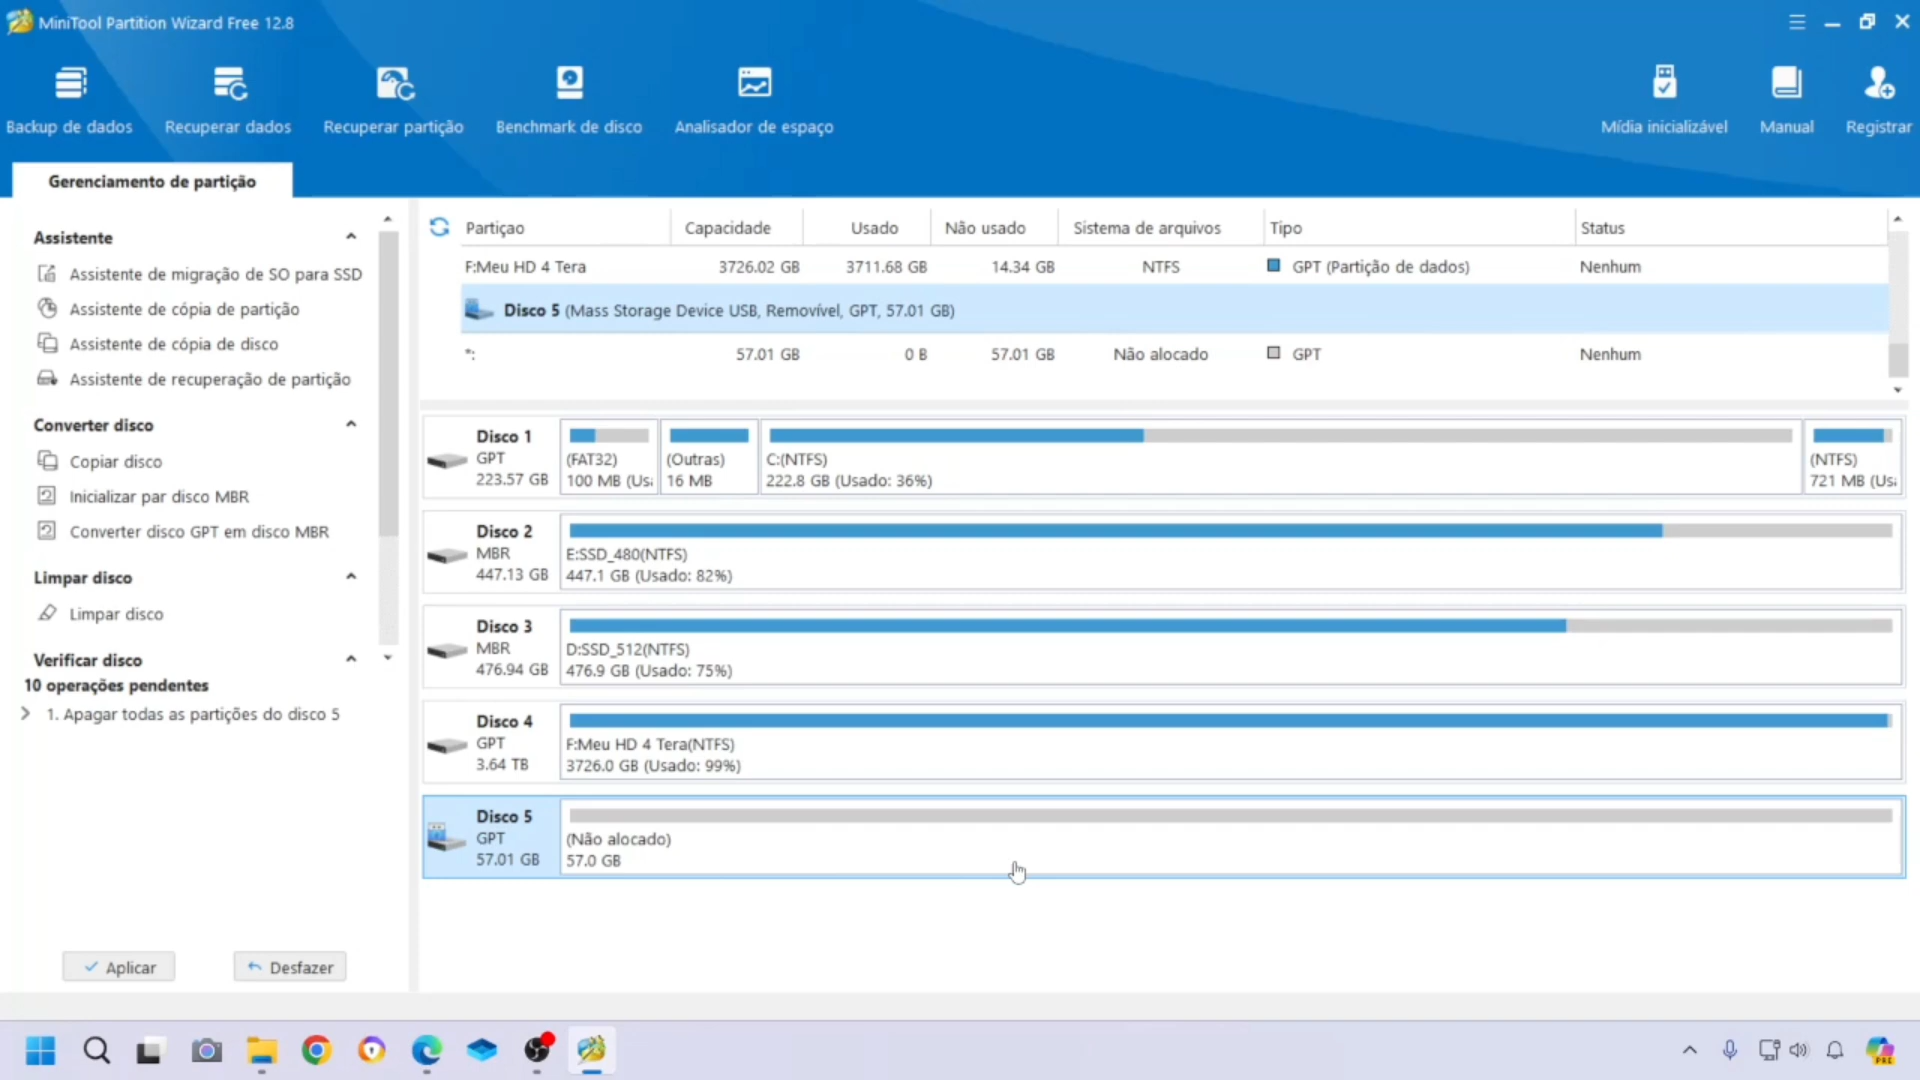 MiniTool Partition Wizard Free 12.8
Backup de dados
Recuperar dados
Recuperar partição
Benchmark de disco
Analisador de espaço
Mídia inicializável
Manual
Registrar
Gerenciamento de partição
Assistente
Assistente de migração de SO para SSD
Assistente de cópia de partição
Assistente de cópia de disco
Assistente de recuperação de partição
Converter disco
Copiar disco
Inicializar par disco MBR
Converter disco GPT em disco MBR
Limpar disco
Limpar disco
Verificar disco
10 operações pendentes
1. Apagar todas as partições do disco 5
Aplicar
Desfazer
Partiçao Capacidade Usado Não usado Sistema de arquivos Tipo Status
F:Meu HD 4 Tera 3726.02 GB 3711.68 GB 14.34 GB NTFS GPT (Partição de dados) Nenhum
Disco 5 (Mass Storage Device USB, Removível, GPT, 57.01 GB)
*: 57.01 GB 0 B 57.01 GB Não alocado GPT Nenhum
Disco 1
GPT
223.57 GB
(FAT32)
100 MB (Us
(Outras)
16 MB
C:(NTFS)
222.8 GB (Usado: 36%)
(NTFS)
721 MB (Us
Disco 2
MBR
447.13 GB
E:SSD_480(NTFS)
447.1 GB (Usado: 82%)
Disco 3
MBR
476.94 GB
D:SSD_512(NTFS)
476.9 GB (Usado: 75%)
Disco 4
GPT
3.64 TB
F:Meu HD 4 Tera(NTFS)
3726.0 GB (Usado: 99%)
Disco 5
GPT
57.01 GB
(Não alocado)
57.0 GB
PRE